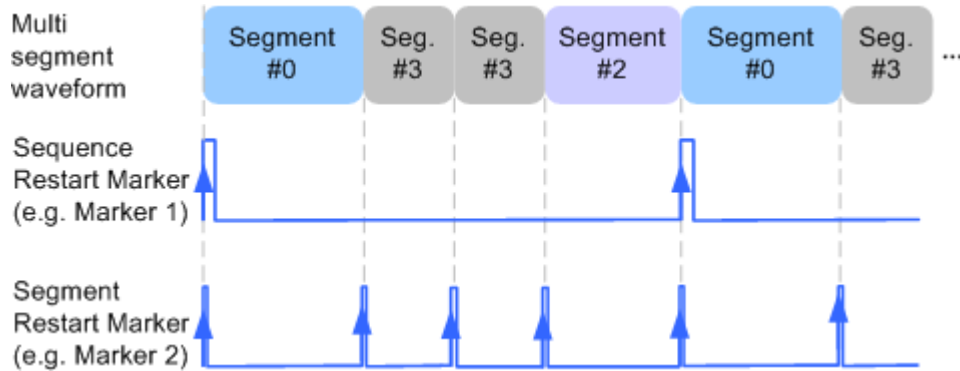 Multi
segment
waveform
Segment
#0
Seg.
#3
Seg.
#3
Segment
#2
Segment
#0
Seg.
#3
...
Sequence
Restart Marker
(e.g. Marker 1)
Segment
Restart Marker
(e.g. Marker 2)